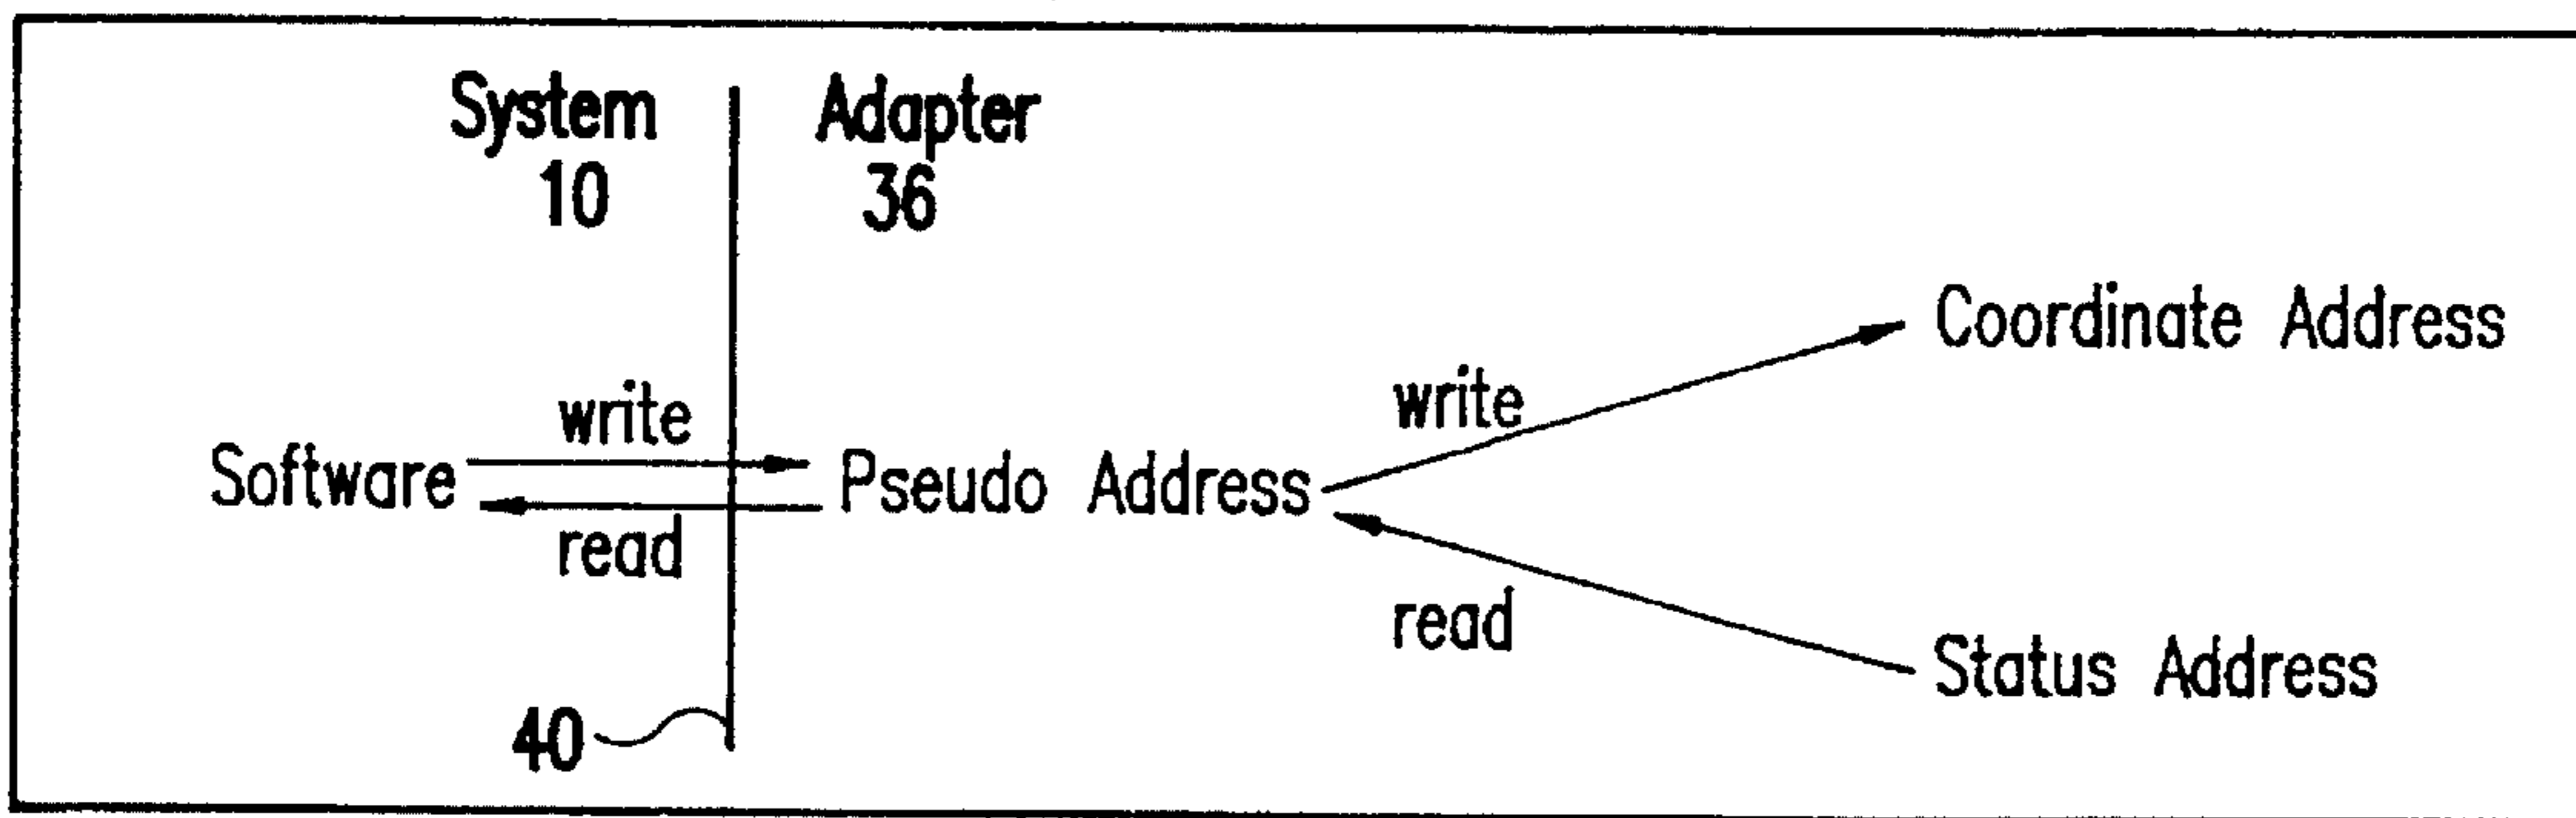 System Adapter
10 36
Coordinate Address
write write
Software Pseudo Address
read
read
Status Address
40